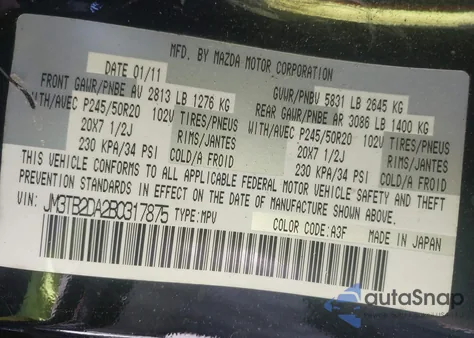 MFD. BY MAZDA MOTOR CORPORATION
DATE 01/11
FRONT GAWR/PNBE AV 2813 LB 1276 KG
WITH/AVEC P245/50R20 102V TIRES/PNEUS
20X7 1/2J RIMS/JANTES
230 KPA/34 PSI COLD/A FROID
GVWR/PNBV 5831 LB 2645 KG
REAR GAWR/PNBE AR 3086 LB 1400 KG
WITH/AVEC P245/50R20 102V TIRES/PNEUS
20X7 1/2J RIMS/JANTES
230 KPA/34 PSI COLD/A FROID
THIS VEHICLE CONFORMS TO ALL APPLICABLE FEDERAL MOTOR VEHICLE SAFETY AND THEFT
PREVENTION STANDARDS IN EFFECT ON THE DATE OF MANUFACTURE SHOWN ABOVE.
VIN: JM3TB2DA2B0317875 TYPE: MPV
COLOR CODE: A3F MADE IN JAPAN
autoSnap